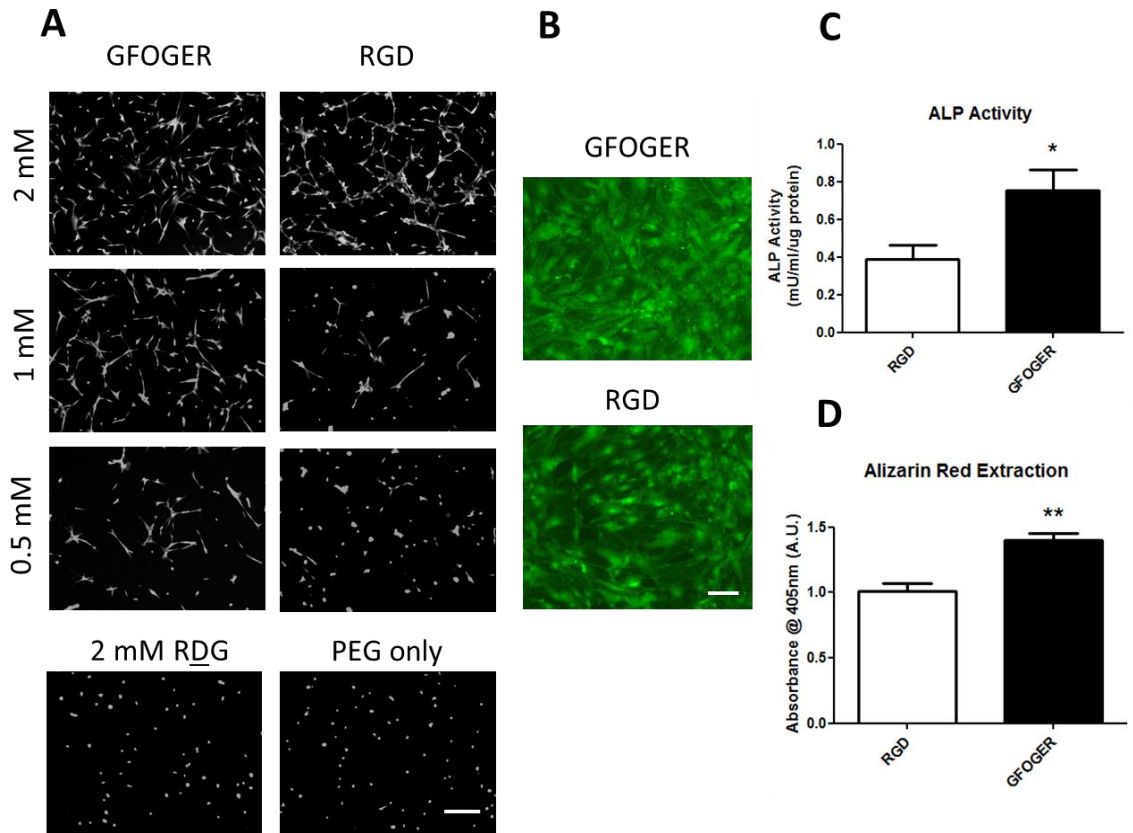 A
GFOGER RGD
2 mM
1 mM
0.5 mM
2 mM RDG PEG only
B
GFOGER
RGD
C
ALP Activity
*
ALP Activity
(mU/ml/ug protein)
1.0
0.8
0.6
0.4
0.2
0.0
RGD GFOGER
D
Alizarin Red Extraction
**
Absorbance @ 405nm (A.U.)
1.5
1.0
0.5
0.0
RGD GFOGER